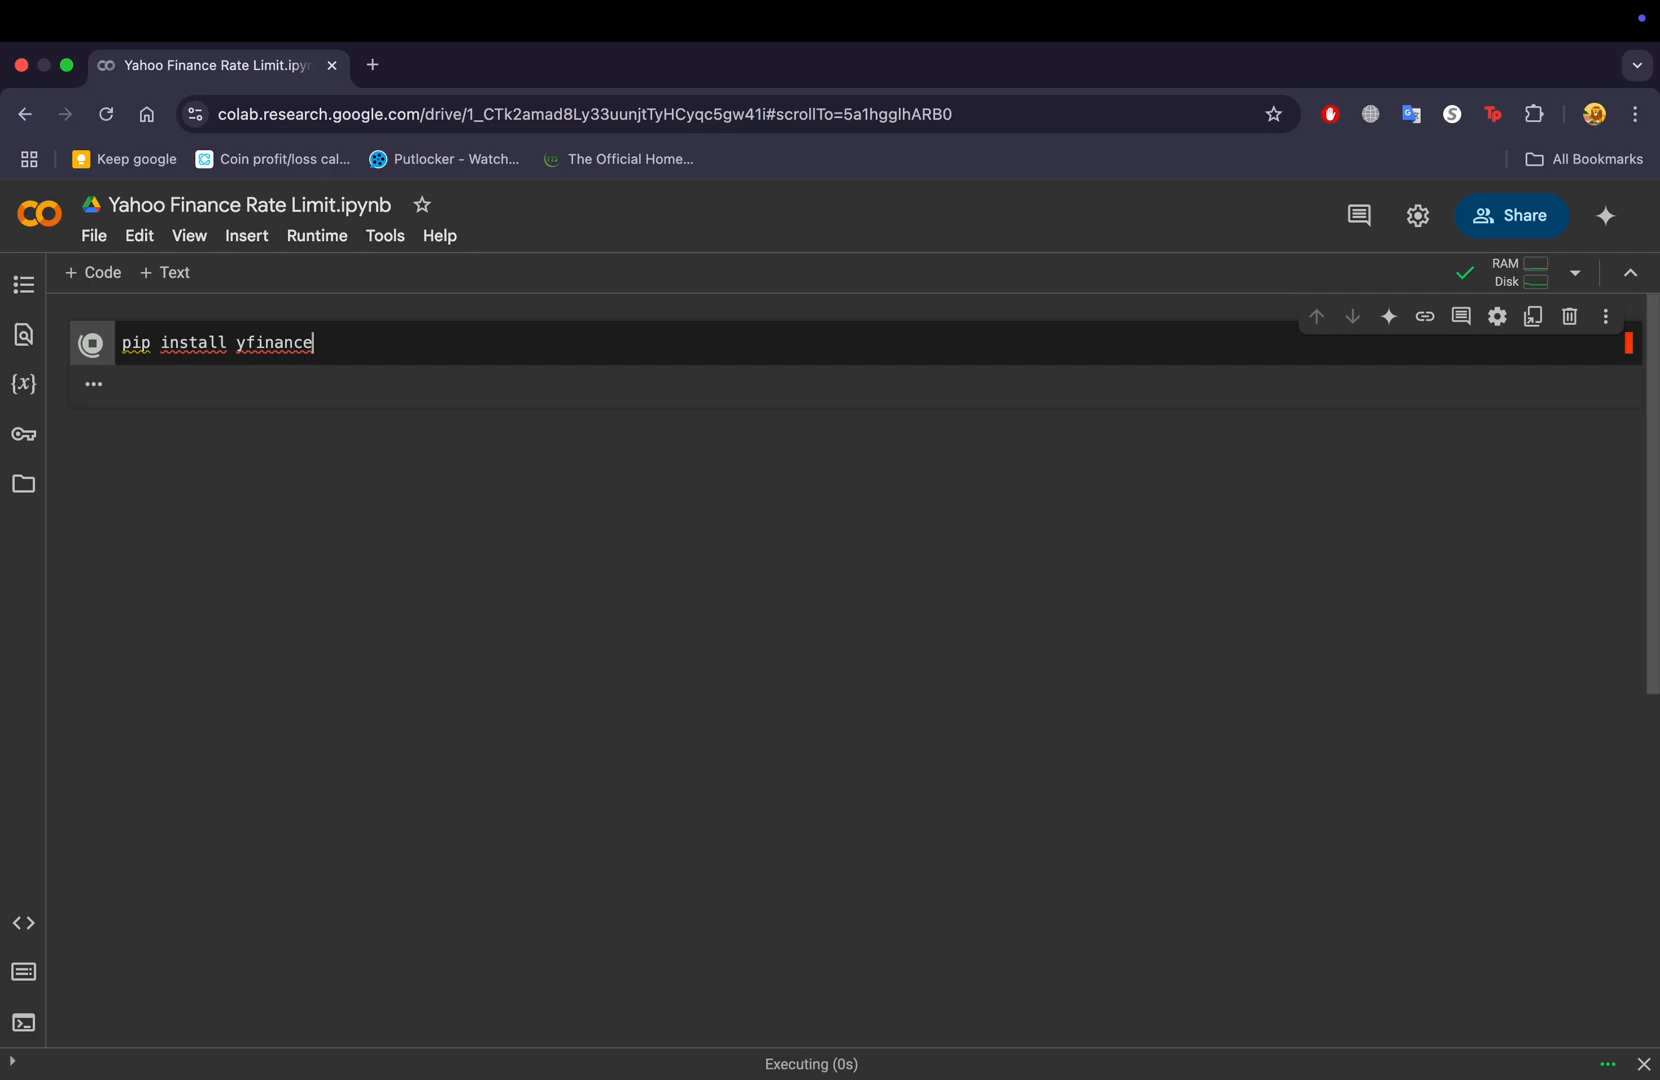 Yahoo Finance Rate Limit.ipyn
colab.research.google.com/drive/1_CTk2amad8Ly33uunjtTyHCyqc5gw41i#scrollTo=5a1hgglhARB0
Keep google
Coin profit/loss cal...
Putlocker - Watch...
The Official Home...
All Bookmarks
Yahoo Finance Rate Limit.ipynb
Share
File Edit View Insert Runtime Tools Help
+ Code + Text
RAM
Disk
pip install yfinance
{x}
Executing (0s)